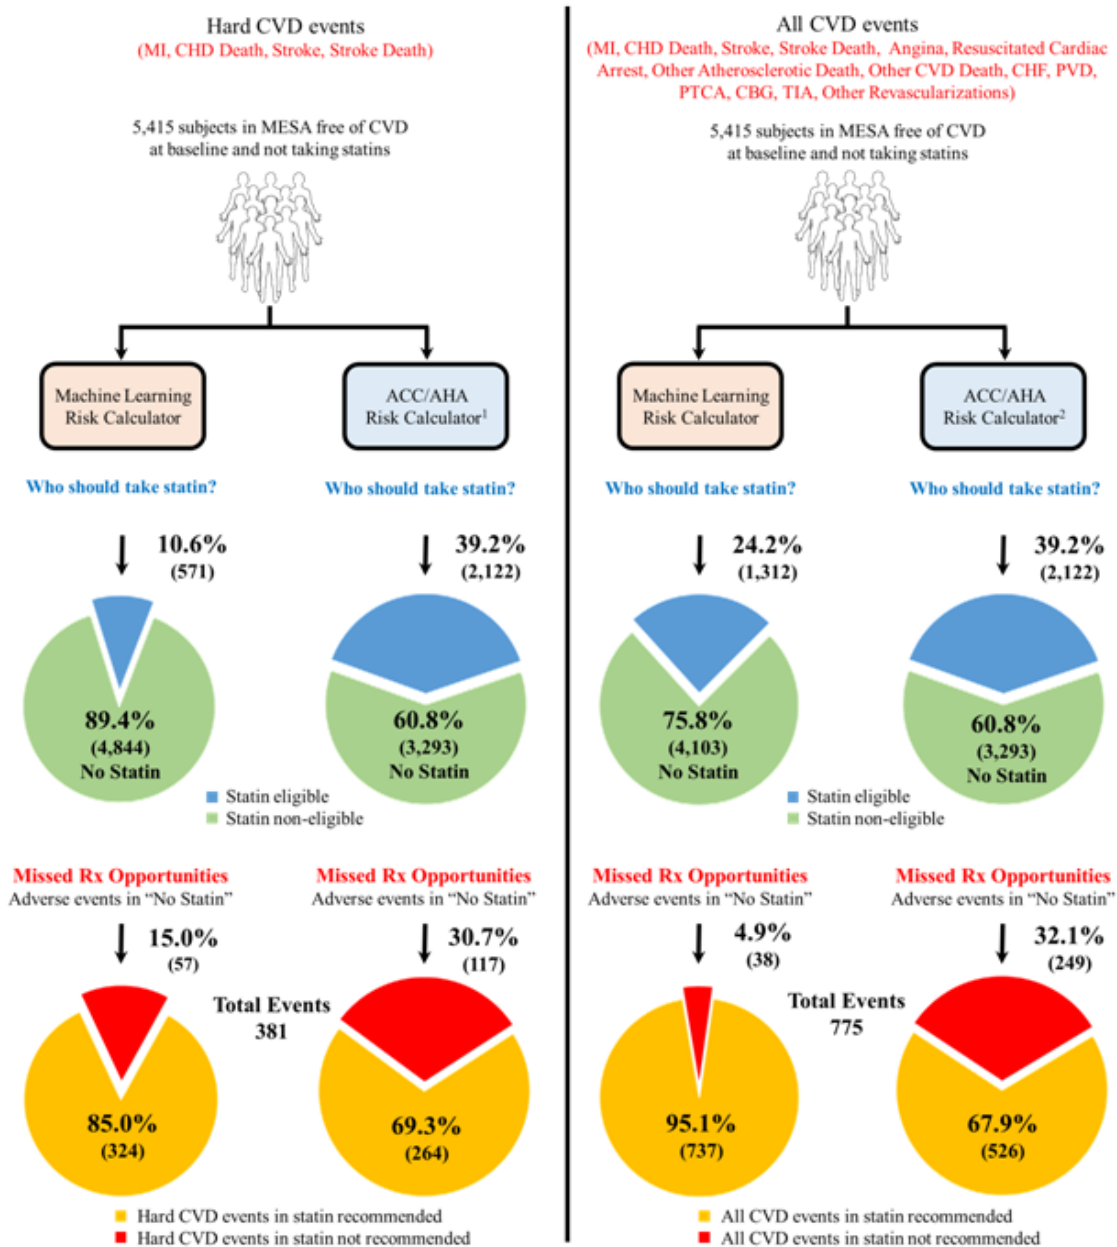 Hard CVD events
(MI, CHD Death, Stroke, Stroke Death)
5,415 subjects in MESA free of CVD
at baseline and not taking statins
Machine Learning
Risk Calculator
ACC/AHA
Risk Calculator¹
Who should take statin?
Who should take statin?
10.6%
(571)
39.2%
(2,122)
89.4%
(4,844)
No Statin
60.8%
(3,293)
No Statin
Statin eligible
Statin non-eligible
Missed Rx Opportunities
Adverse events in “No Statin”
Missed Rx Opportunities
Adverse events in “No Statin”
15.0%
(57)
30.7%
(117)
Total Events
381
85.0%
(324)
69.3%
(264)
Hard CVD events in statin recommended
Hard CVD events in statin not recommended
All CVD events
(MI, CHD Death, Stroke, Stroke Death, Angina, Resuscitated Cardiac
Arrest, Other Atherosclerotic Death, Other CVD Death, CHF, PVD,
PTCA, CBG, TIA, Other Revascularizations)
5,415 subjects in MESA free of CVD
at baseline and not taking statins
Machine Learning
Risk Calculator
ACC/AHA
Risk Calculator²
Who should take statin?
Who should take statin?
24.2%
(1,312)
39.2%
(2,122)
75.8%
(4,103)
No Statin
60.8%
(3,293)
No Statin
Statin eligible
Statin non-eligible
Missed Rx Opportunities
Adverse events in “No Statin”
Missed Rx Opportunities
Adverse events in “No Statin”
4.9%
(38)
32.1%
(249)
Total Events
775
95.1%
(737)
67.9%
(526)
All CVD events in statin recommended
All CVD events in statin not recommended